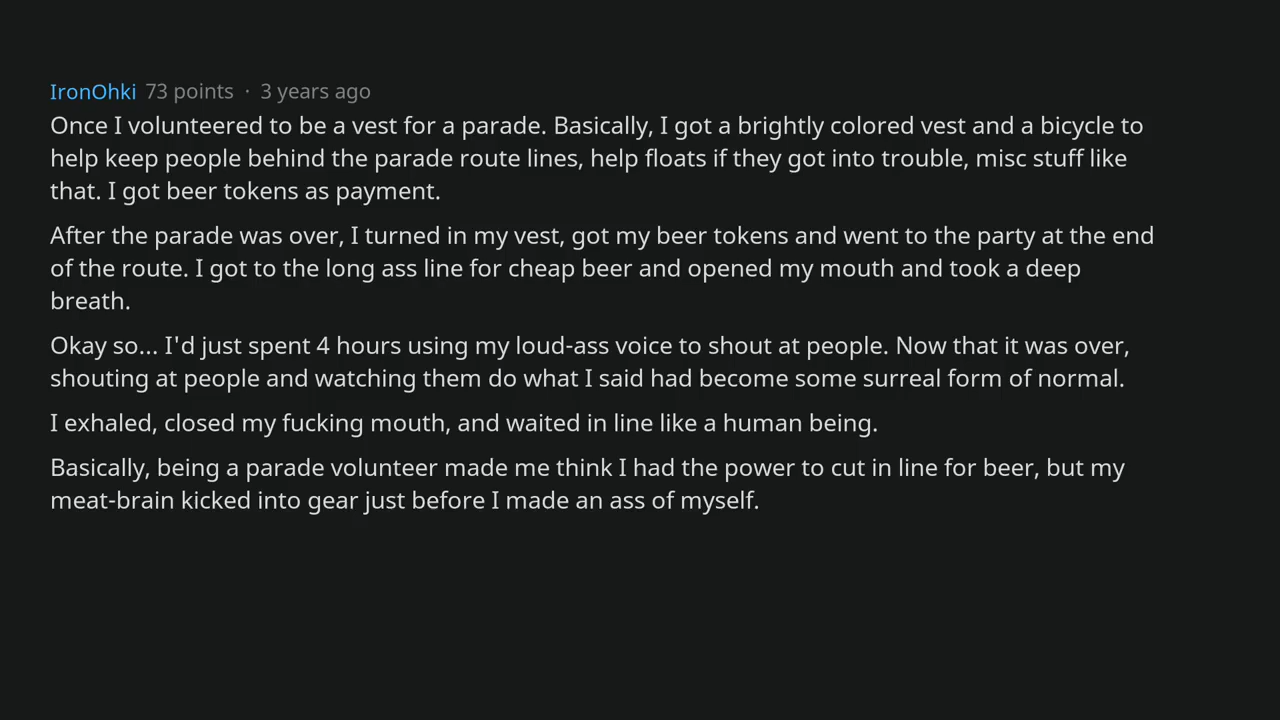 IronOhki 73 points · 3 years ago
Once I volunteered to be a vest for a parade. Basically, I got a brightly colored vest and a bicycle to
help keep people behind the parade route lines, help floats if they got into trouble, misc stuff like
that. I got beer tokens as payment.
After the parade was over, I turned in my vest, got my beer tokens and went to the party at the end
of the route. I got to the long ass line for cheap beer and opened my mouth and took a deep
breath.
Okay so... I'd just spent 4 hours using my loud-ass voice to shout at people. Now that it was over,
shouting at people and watching them do what I said had become some surreal form of normal.
I exhaled, closed my fucking mouth, and waited in line like a human being.
Basically, being a parade volunteer made me think I had the power to cut in line for beer, but my
meat-brain kicked into gear just before I made an ass of myself.